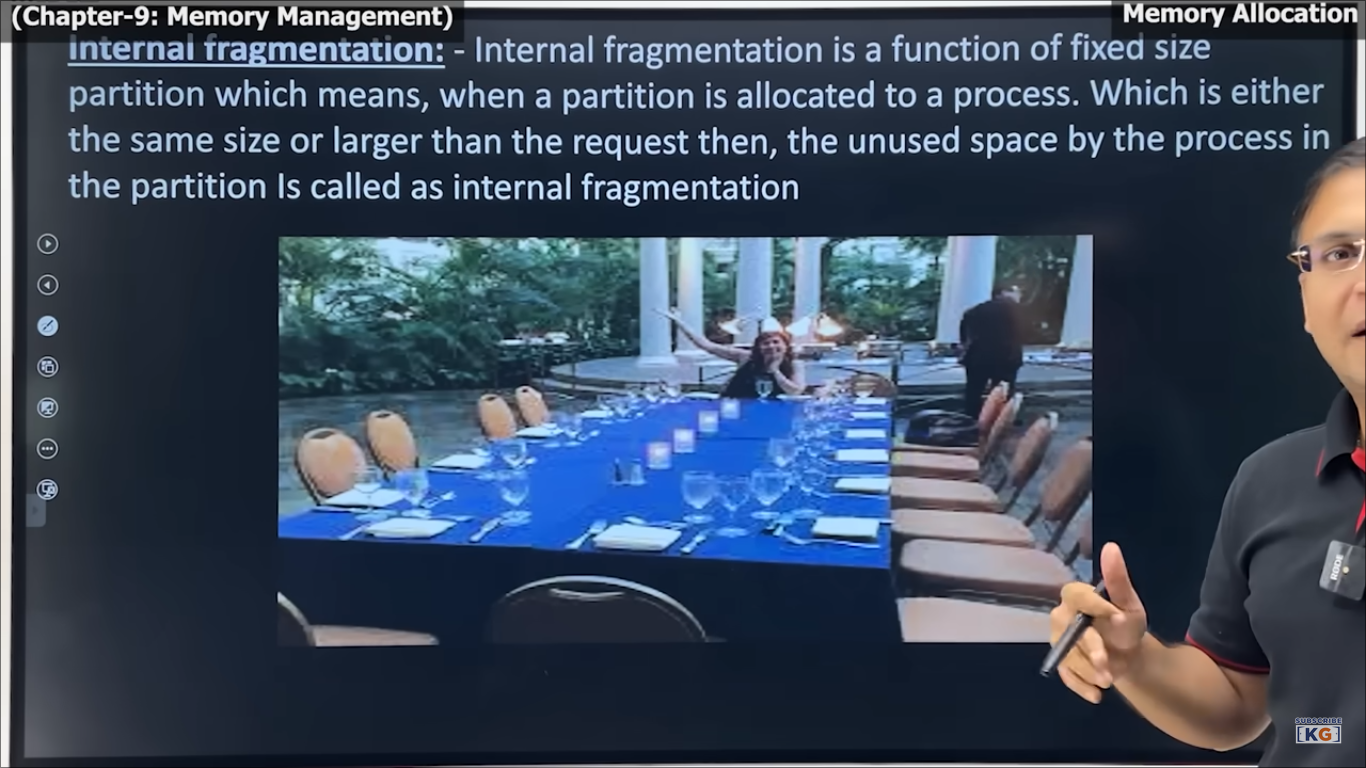 (Chapter-9: Memory Management)
Memory Allocation
Internal fragmentation: - Internal fragmentation is a function of fixed size
partition which means, when a partition is allocated to a process. Which is either
the same size or larger than the request then, the unused space by the process in
the partition Is called as internal fragmentation
RODE
SUBSCRIBE
[KG]